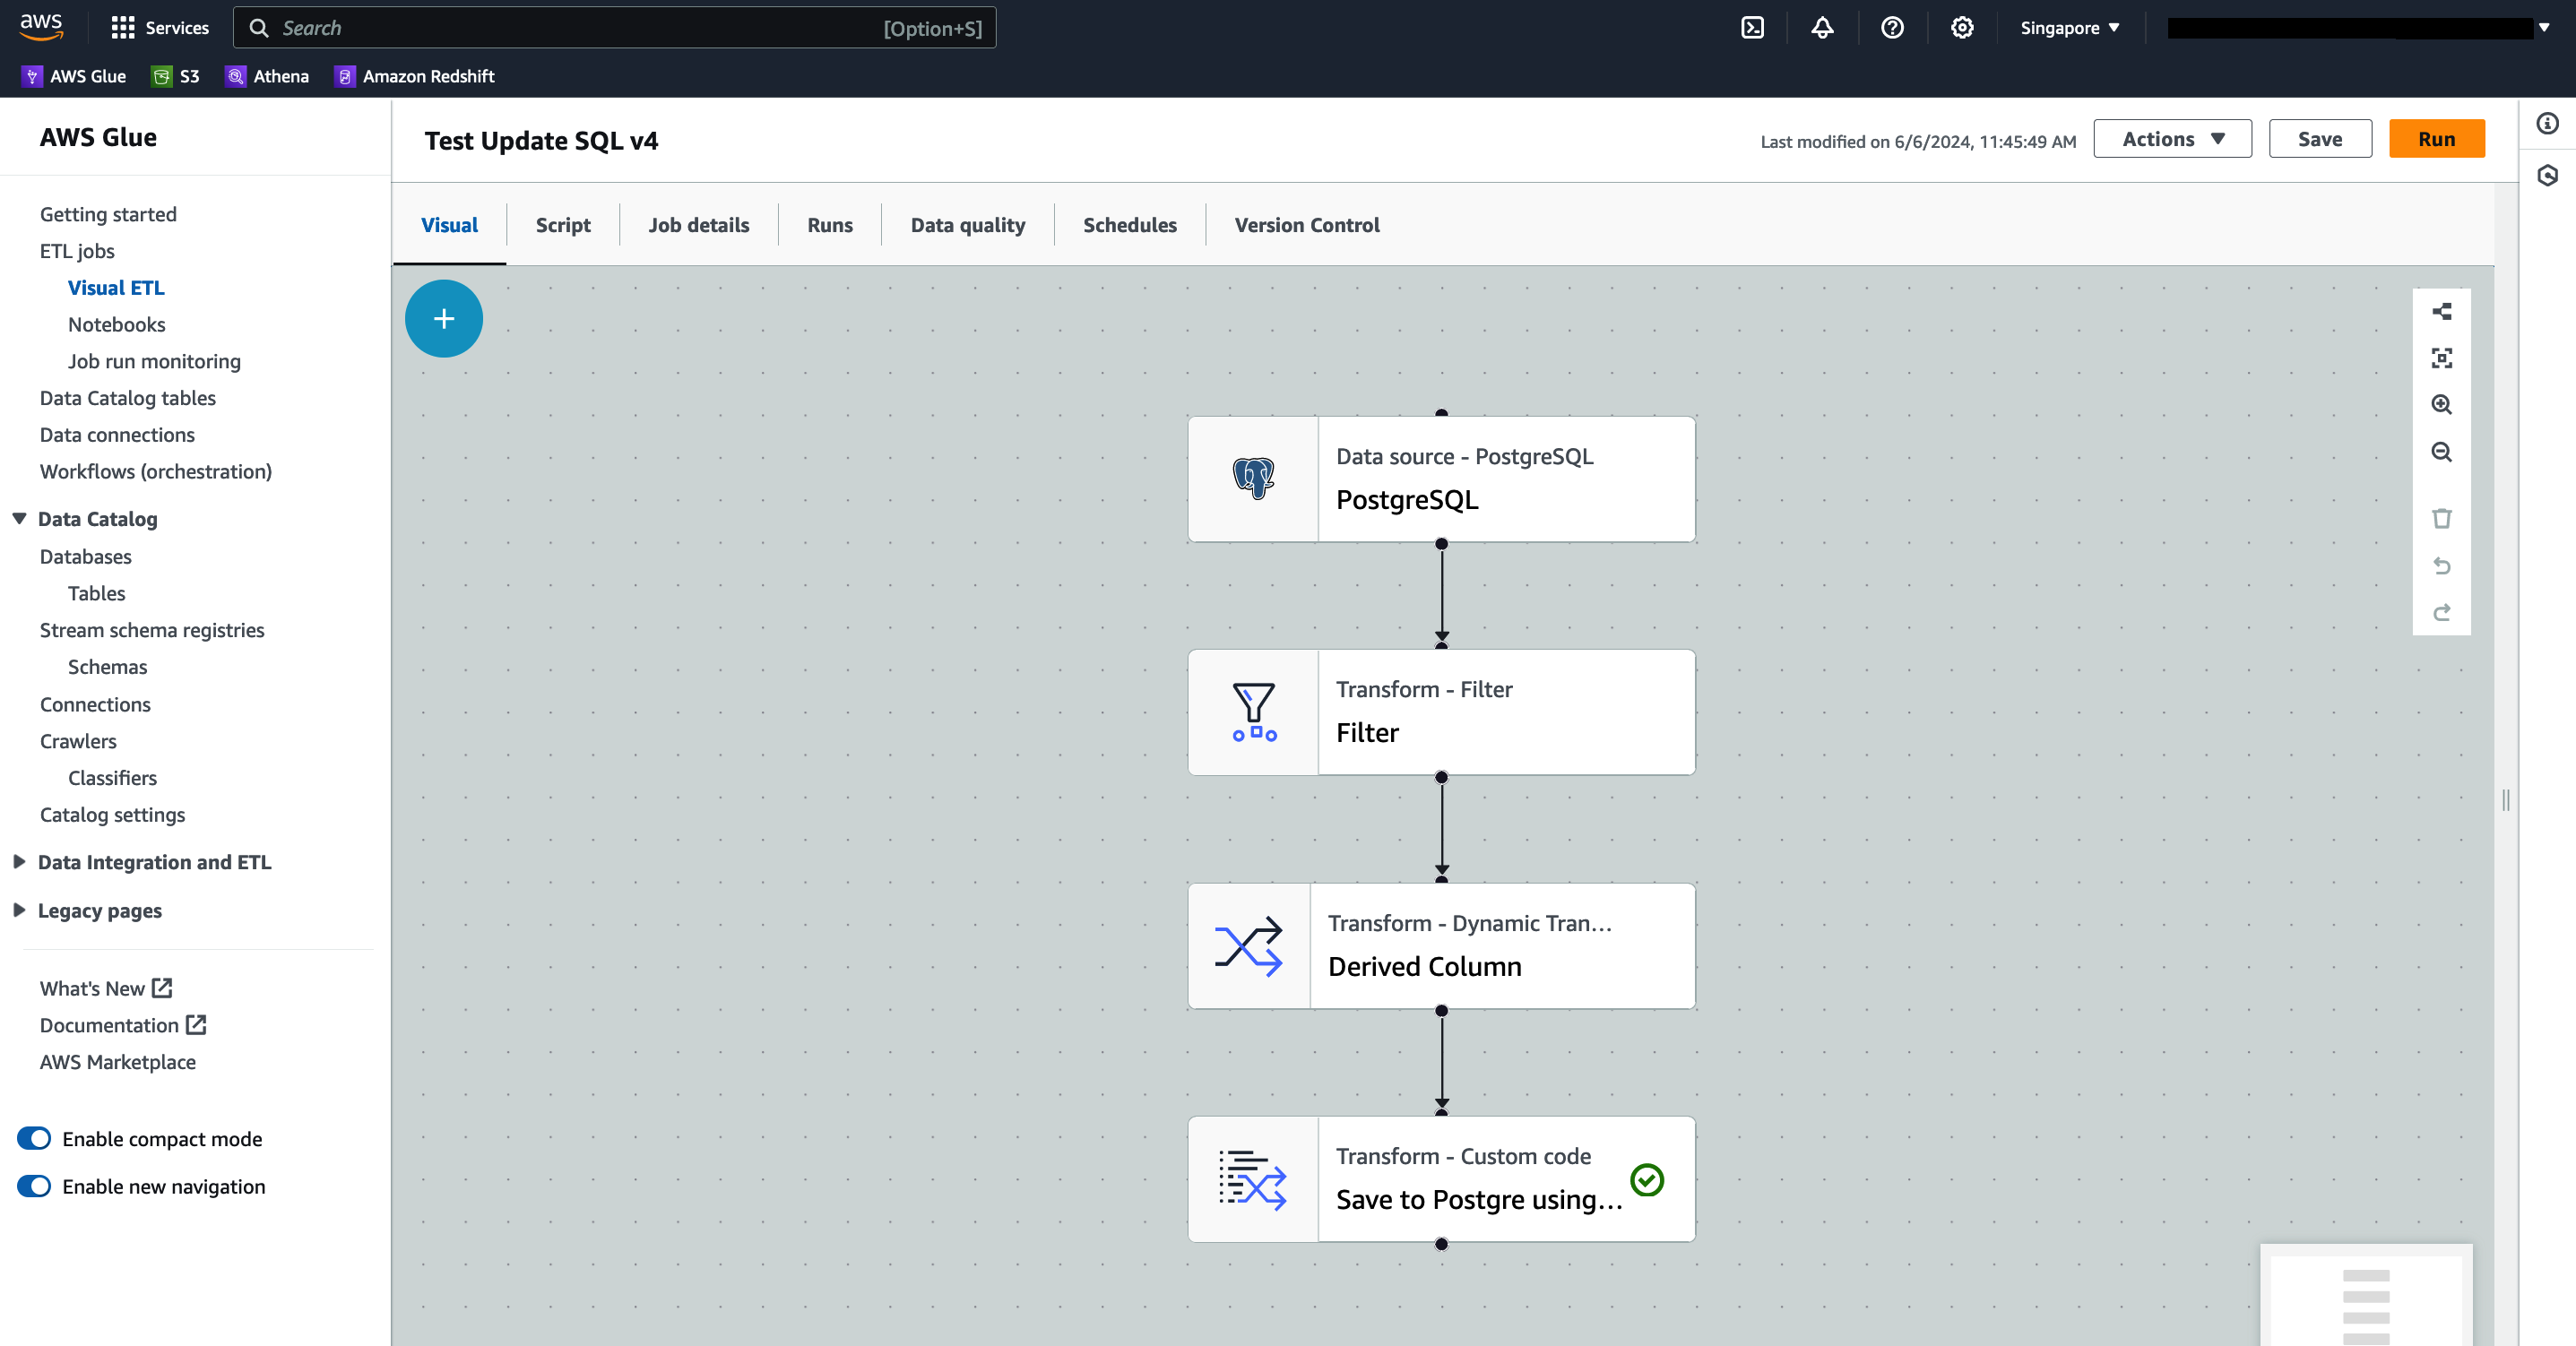 aws
Services
Search
[Option+S]
Singapore
AWS Glue
S3
Athena
Amazon Redshift
AWS Glue
Getting started
ETL jobs
Visual ETL
Notebooks
Job run monitoring
Data Catalog tables
Data connections
Workflows (orchestration)
Data Catalog
Databases
Tables
Stream schema registries
Schemas
Connections
Crawlers
Classifiers
Catalog settings
Data Integration and ETL
Legacy pages
What's New
Documentation
AWS Marketplace
Enable compact mode
Enable new navigation
Test Update SQL v4
Last modified on 6/6/2024, 11:45:49 AM
Actions
Save
Run
Visual
Script
Job details
Runs
Data quality
Schedules
Version Control
Data source - PostgreSQL
PostgreSQL
Transform - Filter
Filter
Transform - Dynamic Tran...
Derived Column
Transform - Custom code
Save to Postgre using...